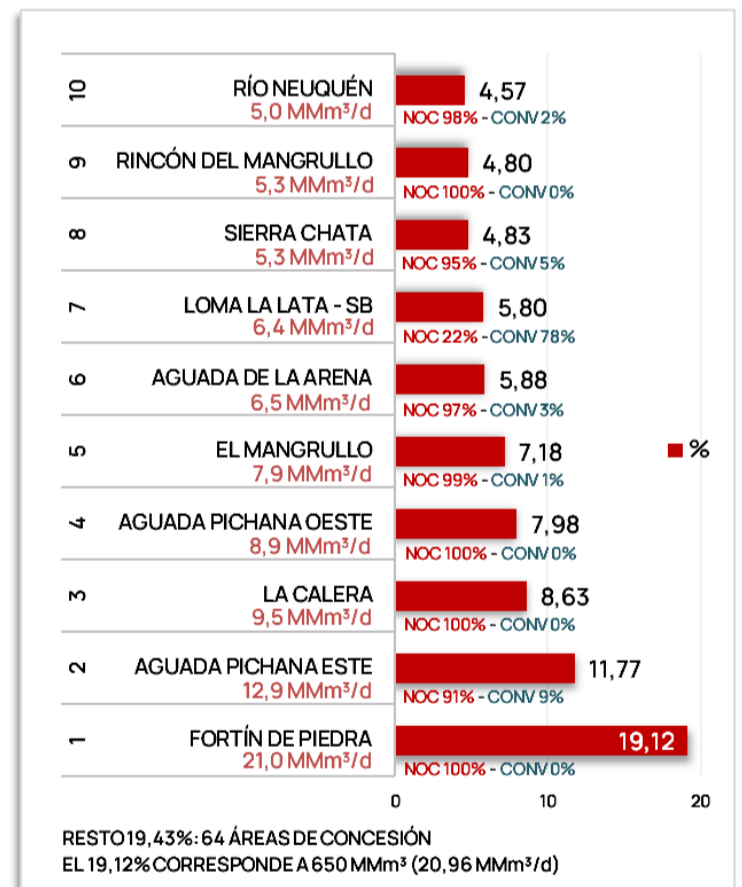 10
RÍO NEUQUÉN
5,0 MMm³/d
4,57
NOC 98% - CONV 2%
9
RINCÓN DEL MANGRULLO
5,3 MMm³/d
4,80
NOC 100% - CONV 0%
8
SIERRA CHATA
5,3 MMm³/d
4,83
NOC 95% - CONV 5%
7
LOMA LA LATA - SB
6,4 MMm³/d
5,80
NOC 22% - CONV 78%
6
AGUADA DE LA ARENA
6,5 MMm³/d
5,88
NOC 97% - CONV 3%
5
EL MANGRULLO
7,9 MMm³/d
7,18
NOC 99% - CONV 1%
%
4
AGUADA PICHANA OESTE
8,9 MMm³/d
7,98
NOC 100% - CONV 0%
3
LA CALERA
9,5 MMm³/d
8,63
NOC 100% - CONV 0%
2
AGUADA PICHANA ESTE
12,9 MMm³/d
11,77
NOC 91% - CONV 9%
1
FORTÍN DE PIEDRA
21,0 MMm³/d
19,12
NOC 100% - CONV 0%
0 10 20
RESTO 19,43%: 64 ÁREAS DE CONCESIÓN
EL 19,12% CORRESPONDE A 650 MMm³ (20,96 MMm³/d)